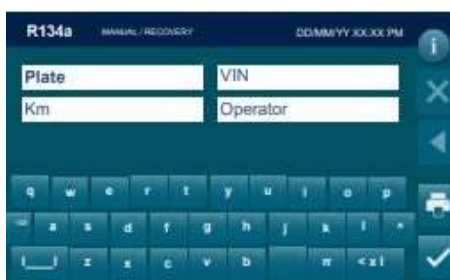 R134a MANUAL / RECOVERY DD/MM/YY XX.XX PM
i
Plate VIN
Km Operator
q w e r t y u i o p
a s d f g h j k l
z x c v b m